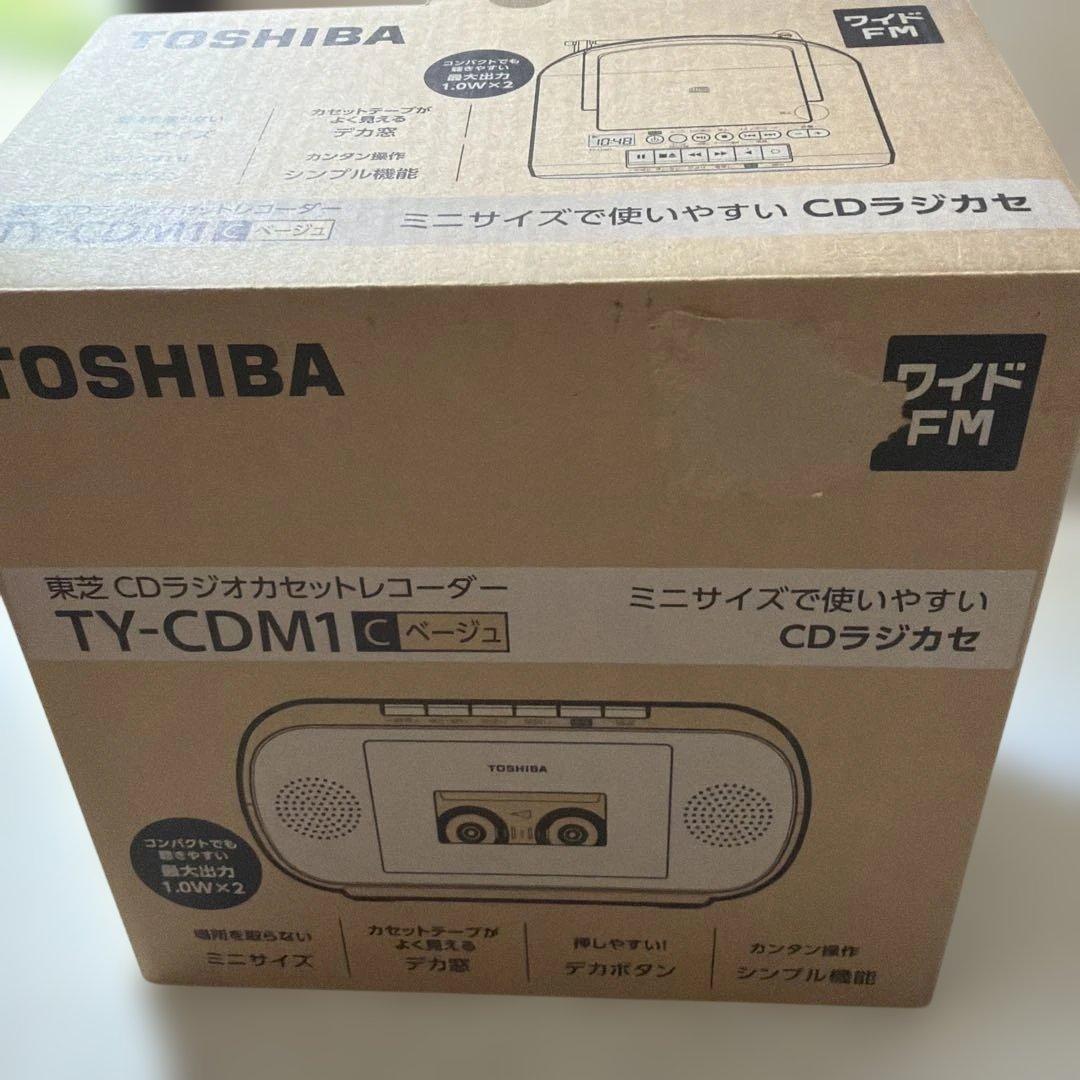 TOSHIBA
コンパクトでも
聴きやすい
最大出力
1.0W×2
ワイド
FM
カセットテープが
よく見える
デカ窓
カンタン操作
シンプル機能
10:48
ミニサイズで使いやすい CDラジカセ
TY-CDM1 C ベージュ
TOSHIBA
ワイド
FM
東芝 CDラジオカセットレコーダー
TY-CDM1 C ベージュ
ミニサイズで使いやすい
CDラジカセ
TOSHIBA
コンパクトでも
聴きやすい
最大出力
1.0W×2
場所を取らない
ミニサイズ
カセットテープが
よく見える
デカ窓
押しやすい!
デカボタン
カンタン操作
シンプル機能